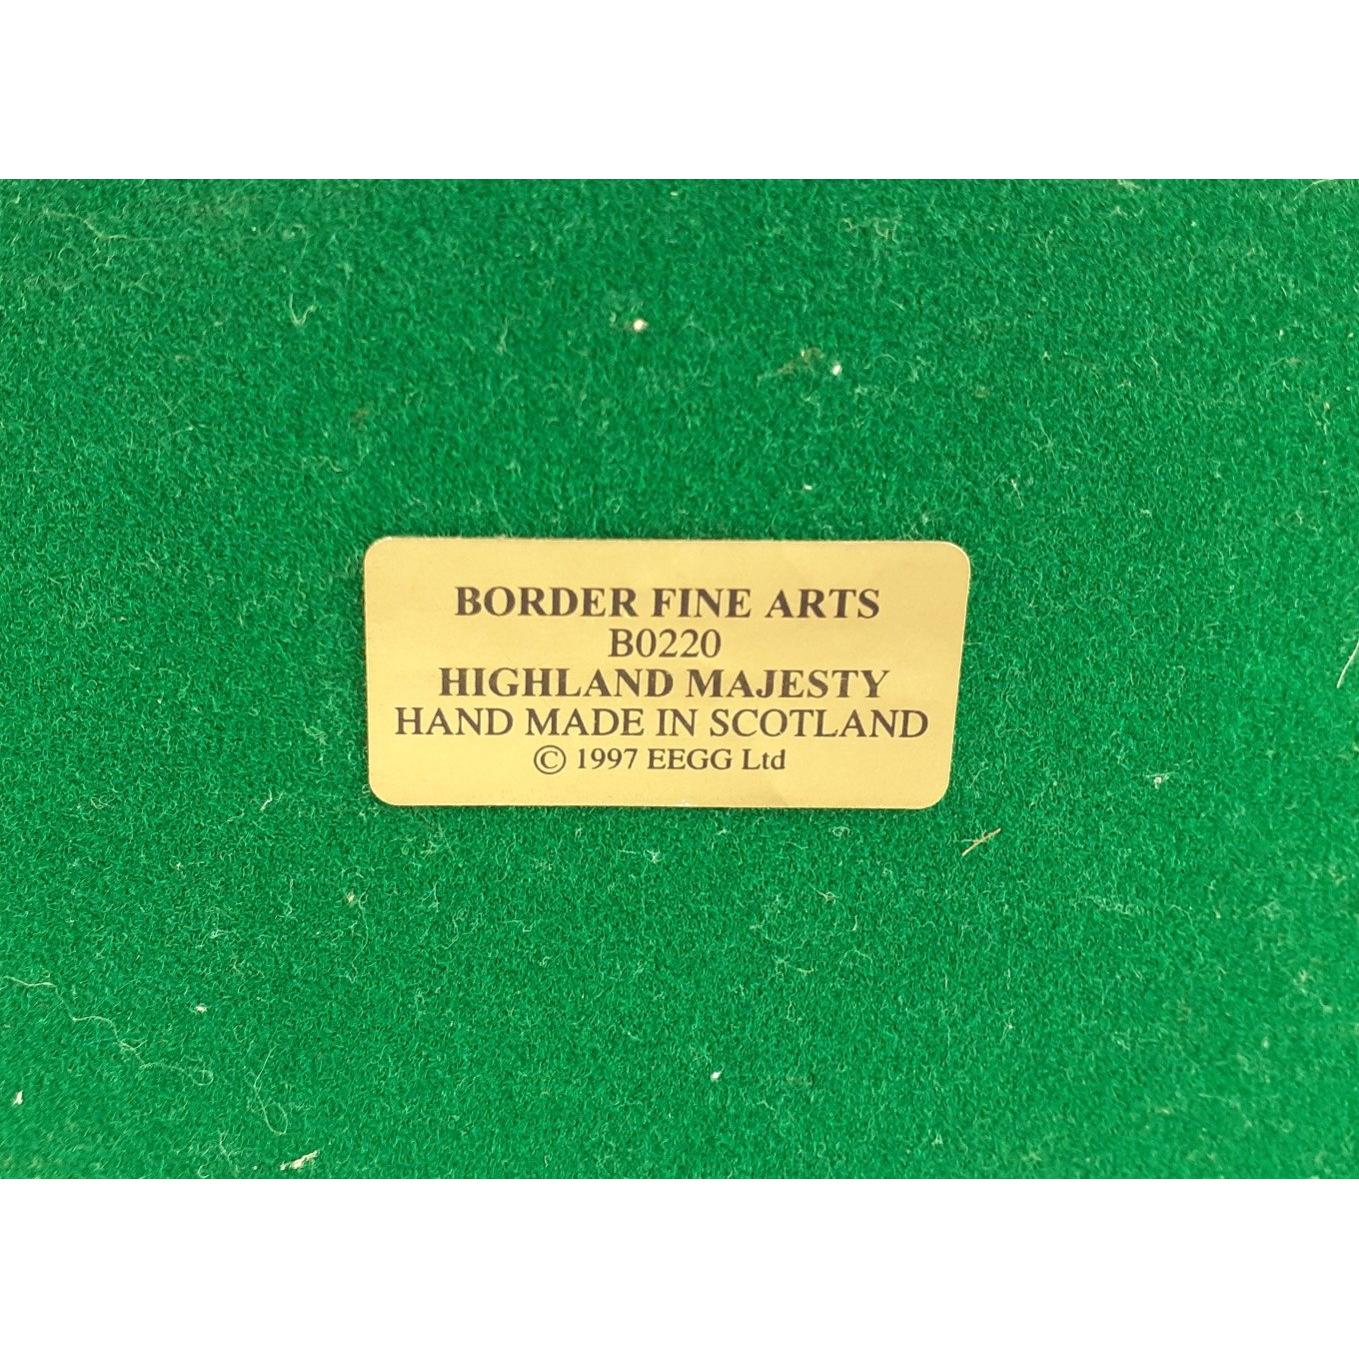 BORDER FINE ARTS
B0220
HIGHLAND MAJESTY
HAND MADE IN SCOTLAND
© 1997 EEGG Ltd